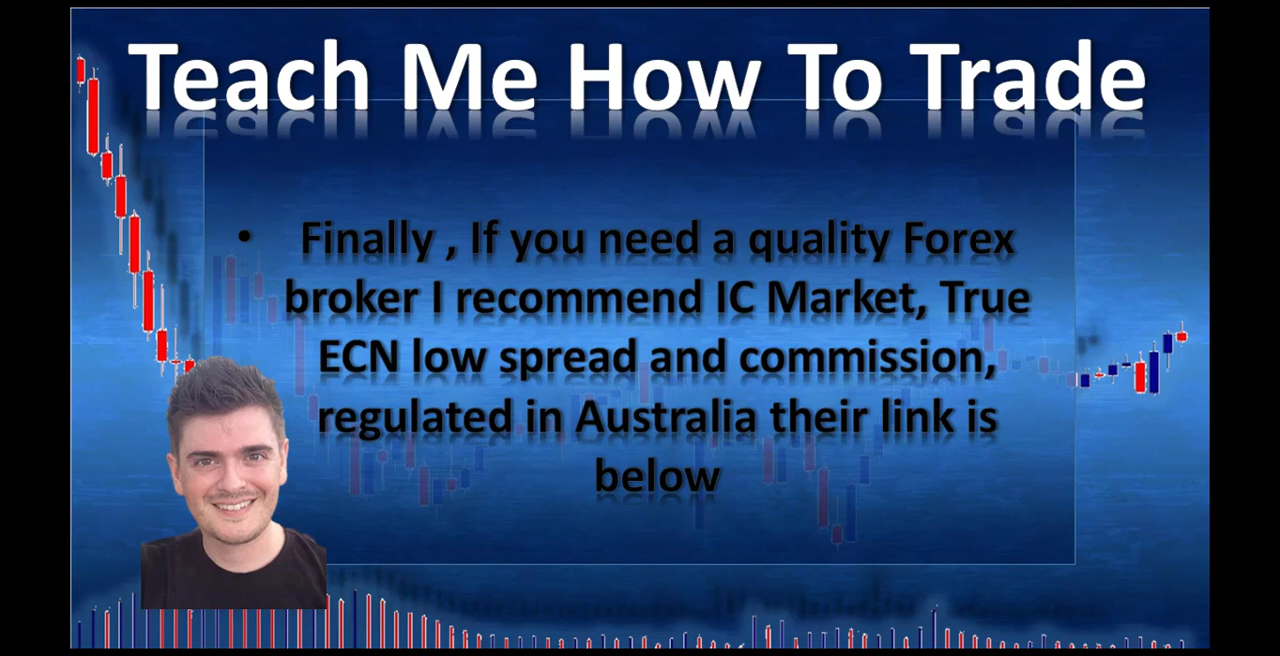 Teach Me How To Trade
• Finally , If you need a quality Forex
broker I recommend IC Market, True
ECN low spread and commission,
regulated in Australia their link is
below